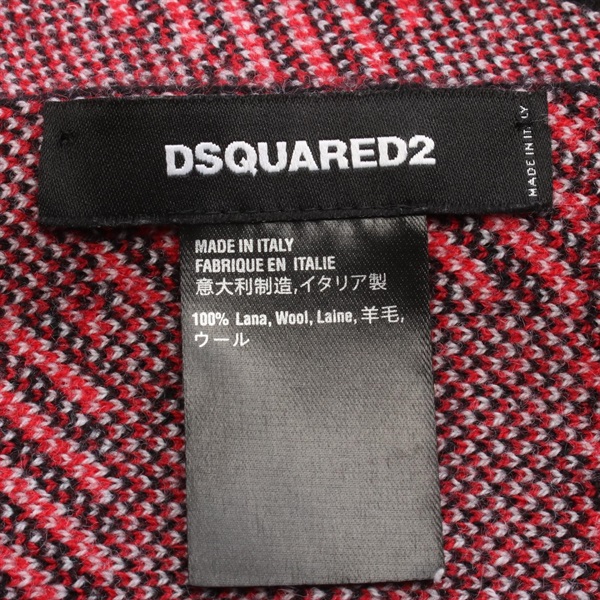 DSQUARED2
MADE IN ITALY
MADE IN ITALY
FABRIQUE EN ITALIE
意大利制造,イタリア製
100% Lana, Wool, Laine, 羊毛,
ウール